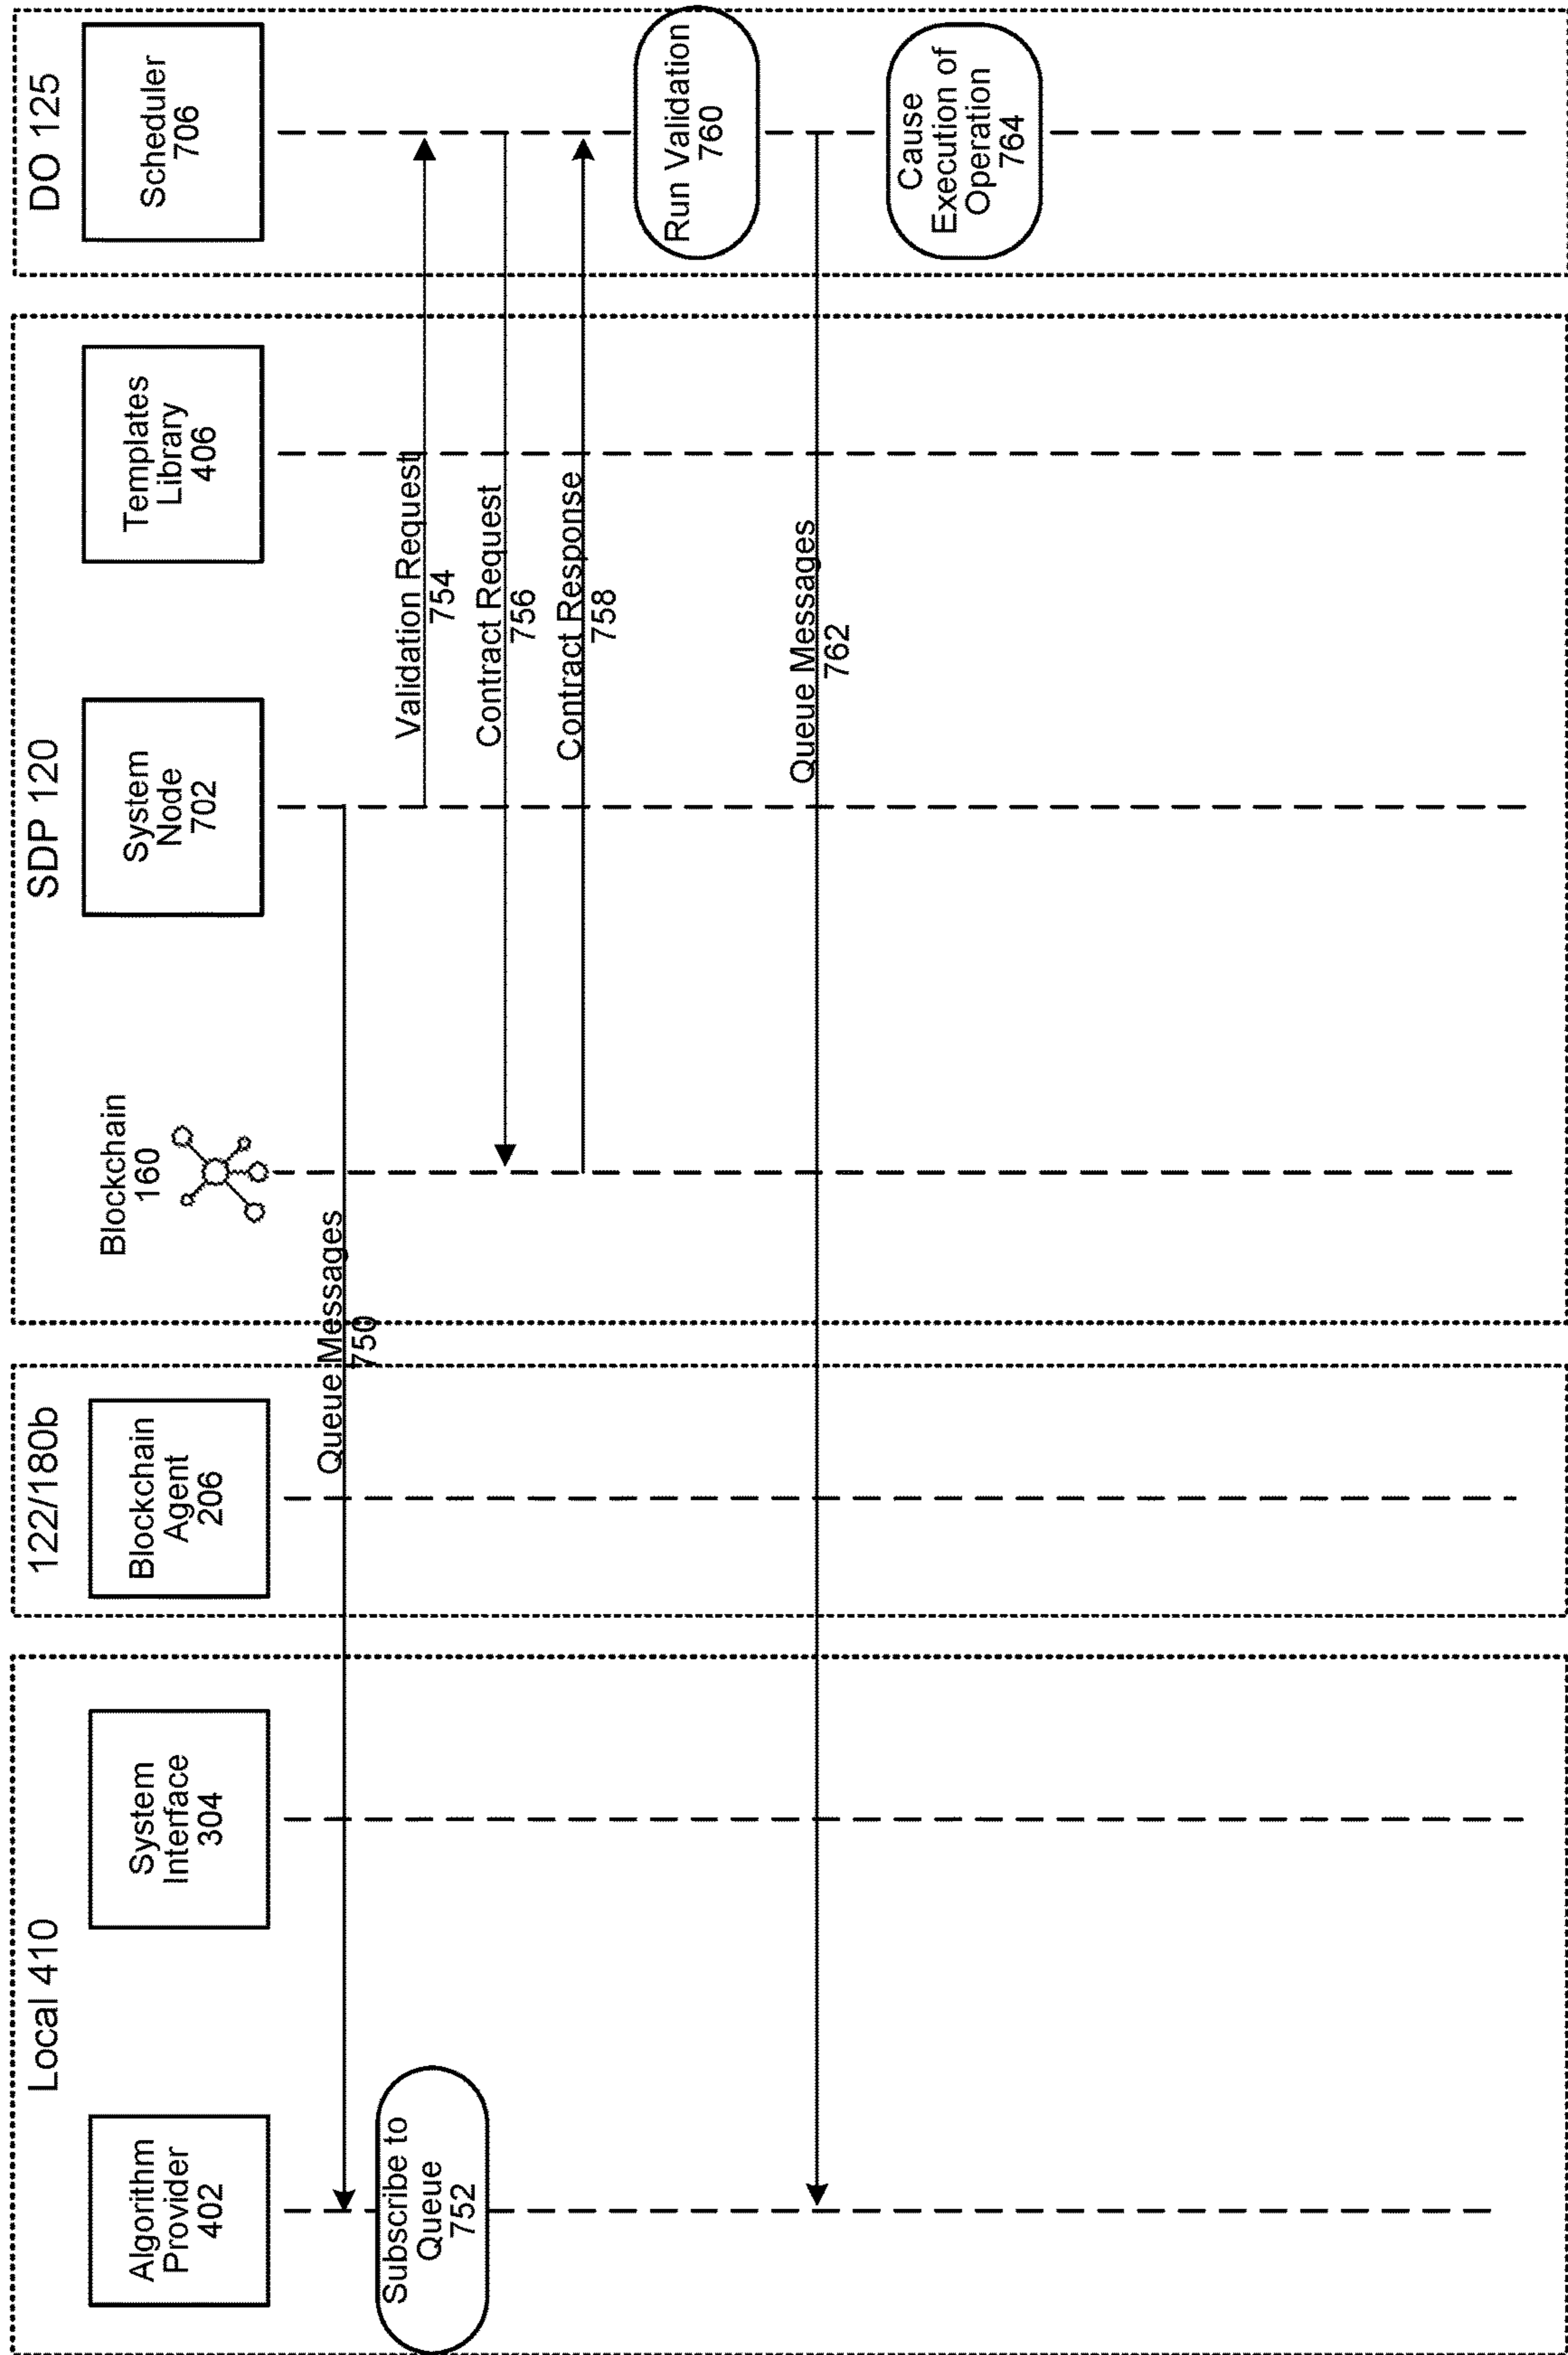 Local 410
122/180b
SDP 120
DO 125
Algorithm
Provider
402
System
Interface
304
Blockchain
Agent
206
Blockchain
160
System
Node
702
Templates
Library
406
Scheduler
706
Queue Messages
750
Subscribe to
Queue
752
Validation Request
754
Contract Request
756
Contract Response
758
Run Validation
760
Queue Messages
762
Cause
Execution of
Operation
764